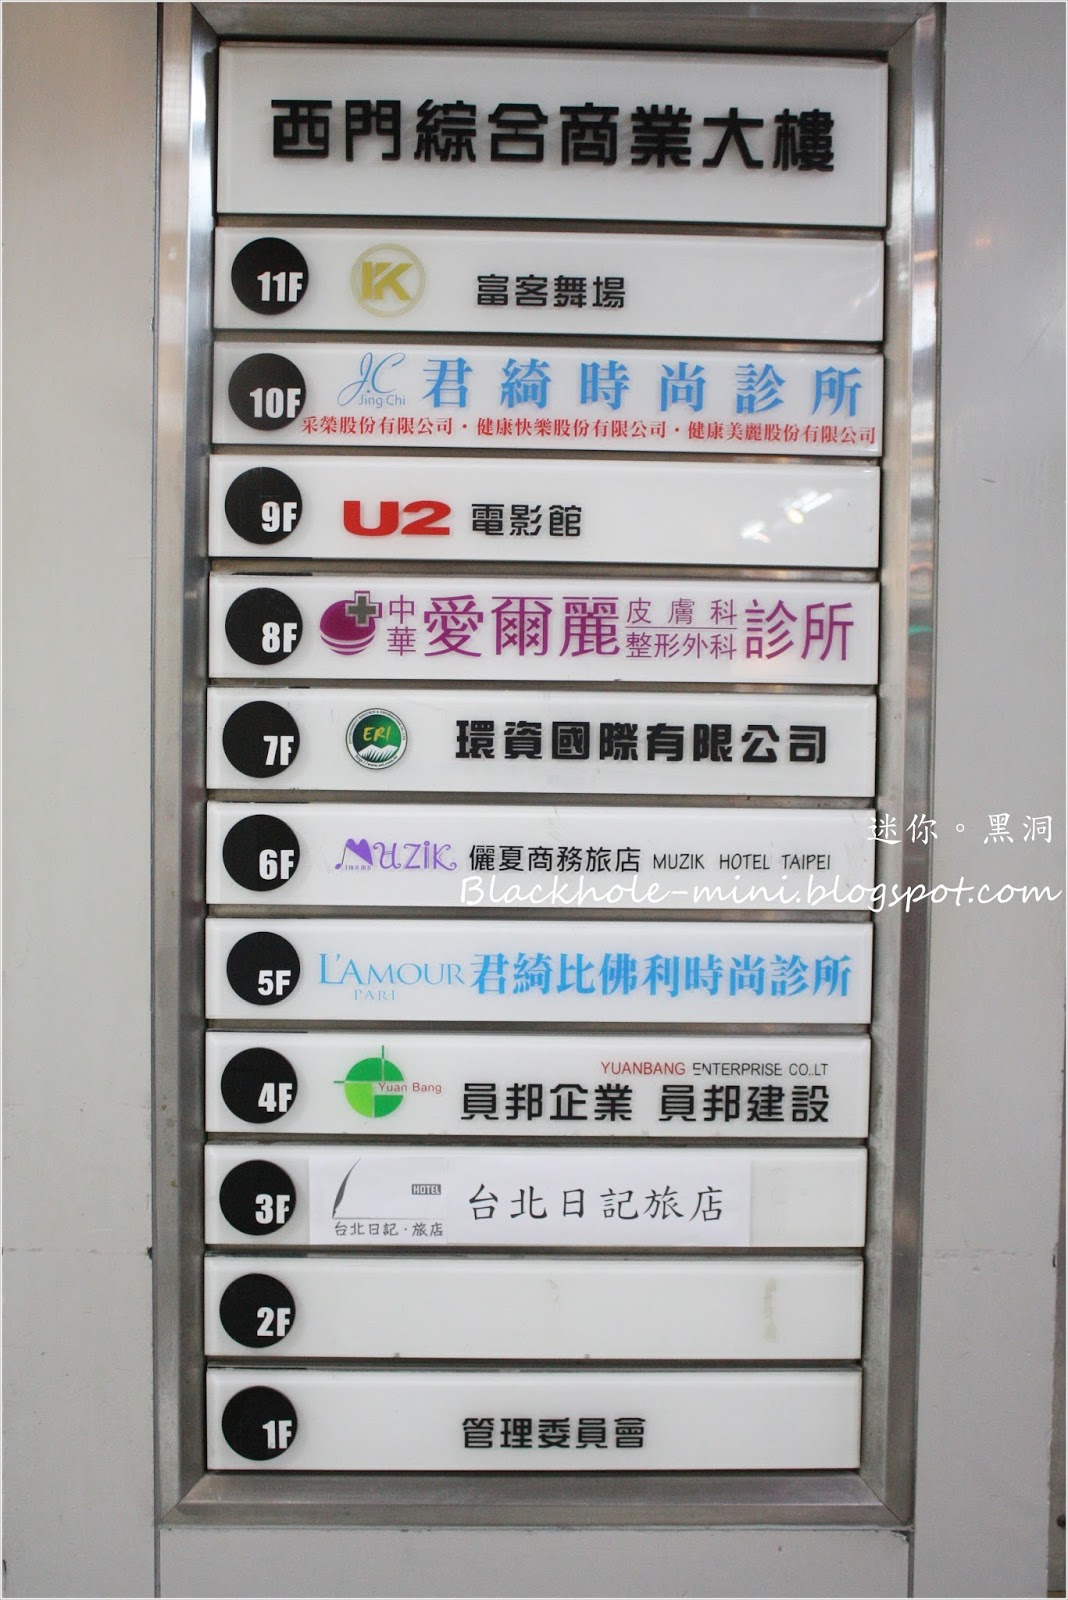 西門綜合商業大樓
11F K 富客舞場
10F JC Jing Chi 君綺時尚診所
采榮股份有限公司・健康快樂股份有限公司・健康美麗股份有限公司
9F U2 電影館
8F 中華愛爾麗皮膚科整形外科診所
7F ERI 環資國際有限公司
6F MUZIK 儷夏商務旅店 MUZIK HOTEL TAIPEI
迷你。黑洞
Blackhole-mini.blogspot.com
5F L'AMOUR PARI 君綺比佛利時尚診所
4F Yuan Bang YUANBANG ENTERPRISE CO.LT
員邦企業 員邦建設
3F HOTEL 台北日記・旅店 台北日記旅店
2F
1F 管理委員會